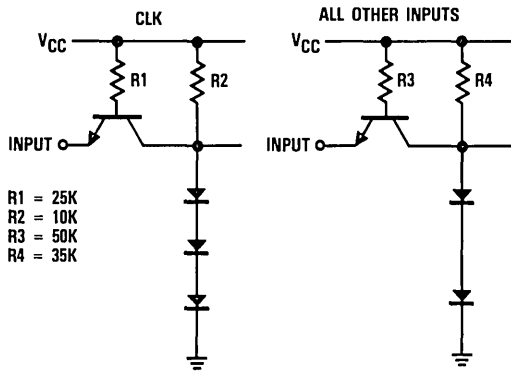 CLK
VCC
R1
R2
INPUT
R1 = 25K
R2 = 10K
R3 = 50K
R4 = 35K
ALL OTHER INPUTS
VCC
R3
R4
INPUT